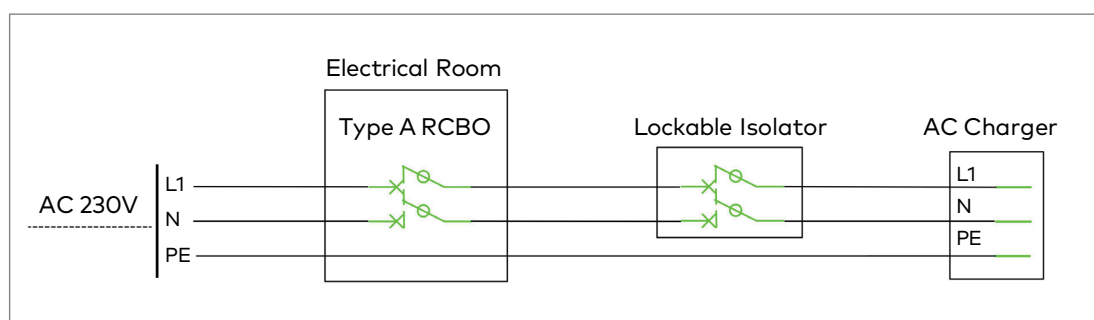 Electrical Room
Type A RCBO
Lockable Isolator
AC Charger
AC 230V
L1
N
PE
L1
N
PE